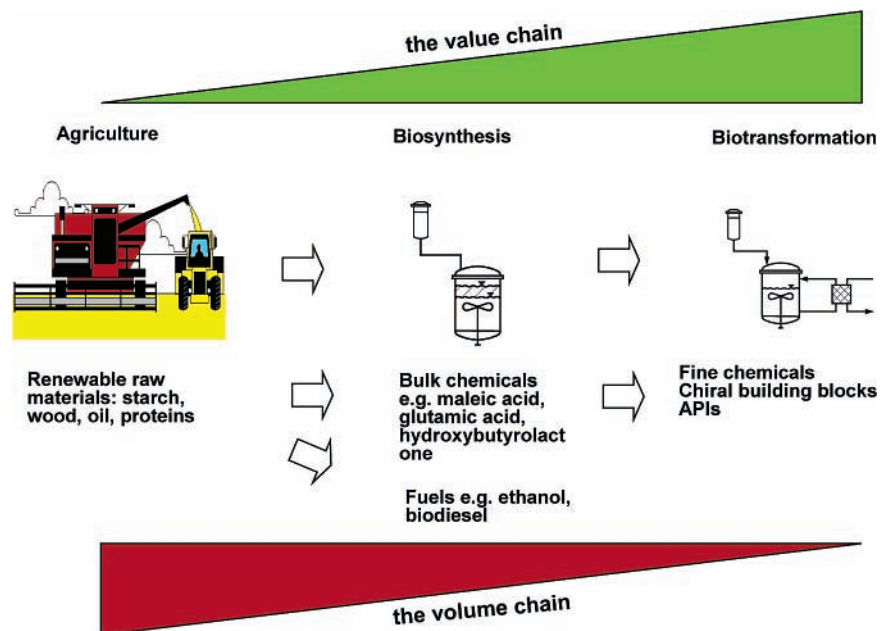 the value chain
Agriculture
Biosynthesis
Biotransformation
Renewable raw
materials: starch,
wood, oil, proteins
Bulk chemicals
e.g. maleic acid,
glutamic acid,
hydroxybutyrolact
one
Fuels e.g. ethanol,
biodiesel
Fine chemicals
Chiral building blocks
APIs
the volume chain